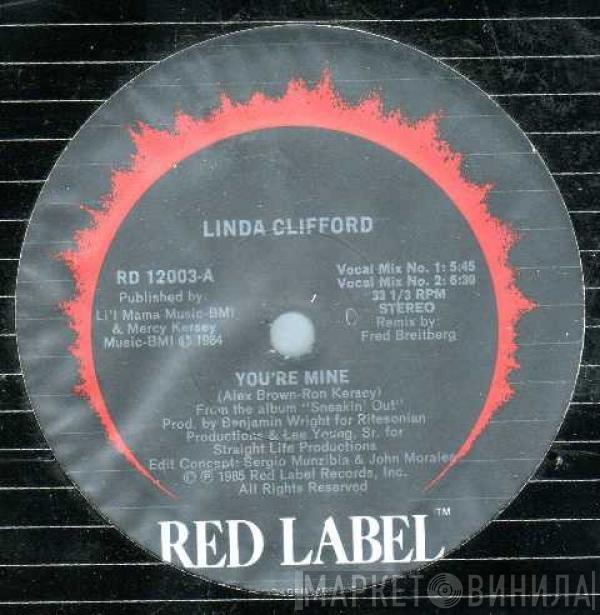 LINDA CLIFFORD
RD 12003-A
Published by
Li'l Mama Music-BMI
& Mercy Kersey
Music-BMI © 1984
Vocal Mix No. 1: 5:45
Vocal Mix No. 2: 6:30
33 1/3 RPM
STEREO
Remix by
Fred Breitberg
YOU'RE MINE
(Alex Brown-Ron Kersey)
From the album "Sneakin' Out"
Prod. by Benjamin Wright for Ritesonian
Productions & Lee Young, Sr. for
Straight Life Productions
Edit Concept: Sergio Munzibia & John Morales
© ℗ 1985 Red Label Records, Inc.
All Rights Reserved
RED LABEL™
МАРКЕТ ВИНИЛА